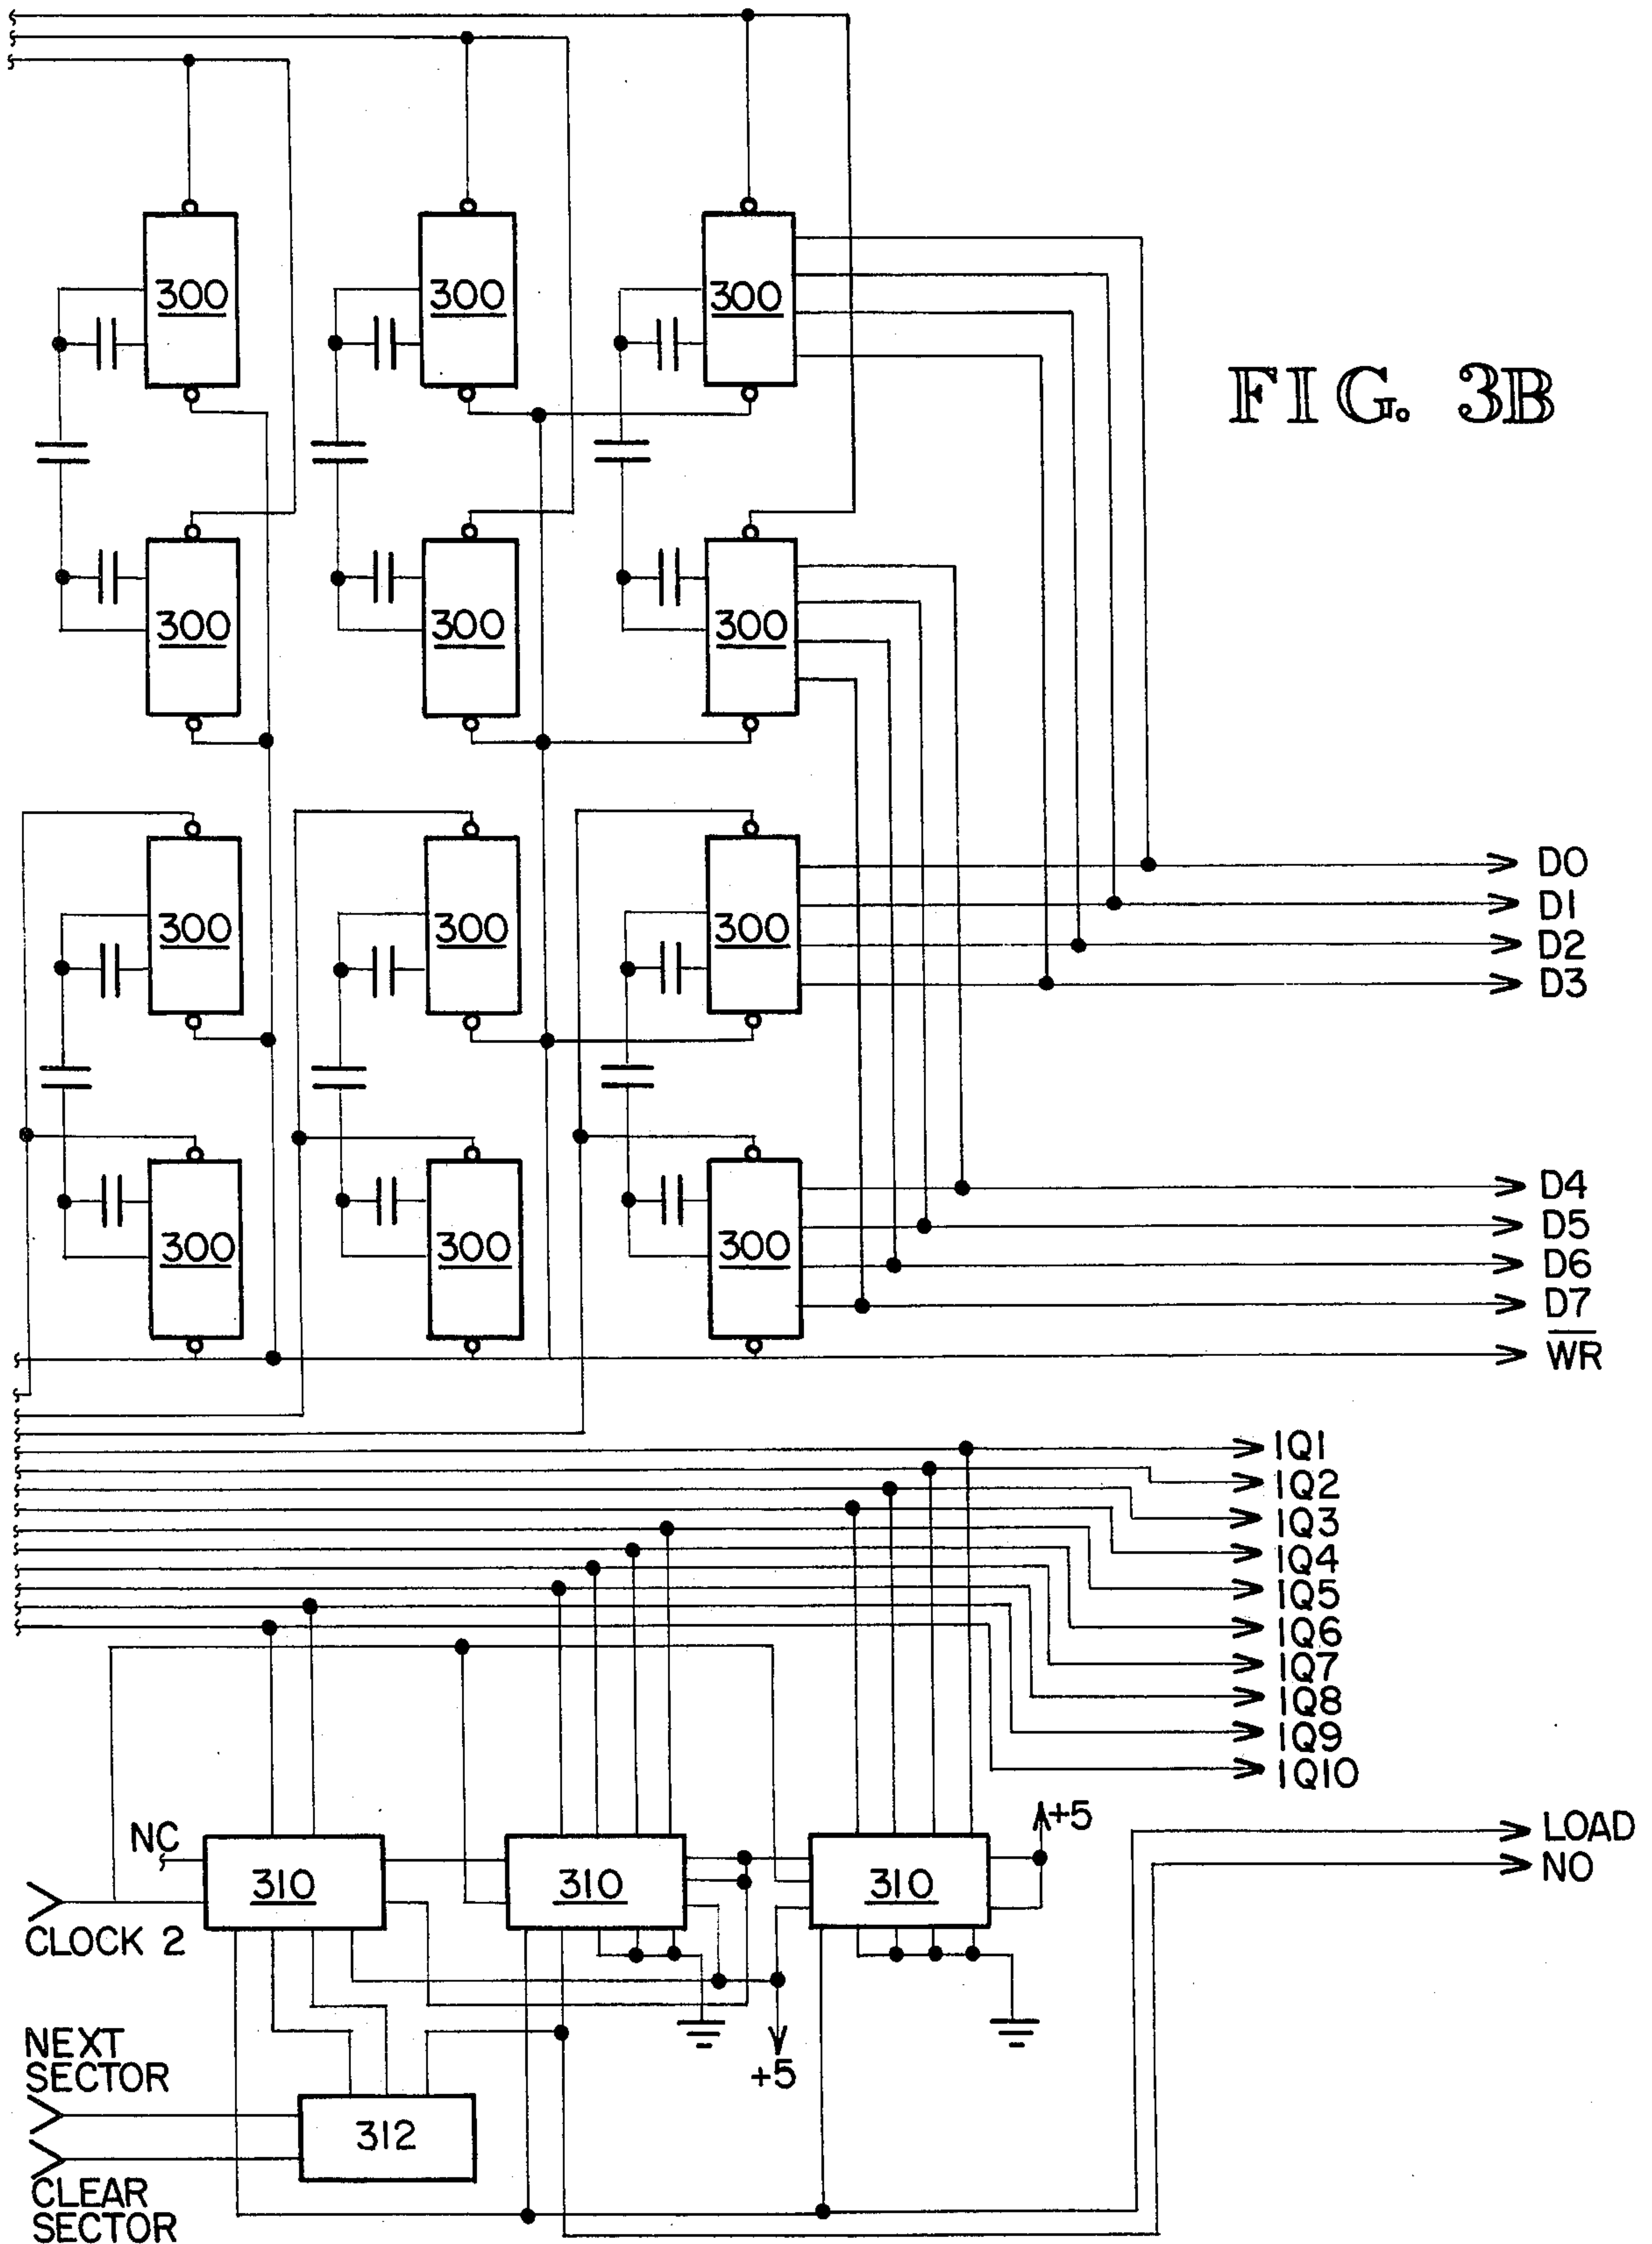 300 300 300
FIG. 3B
300 300 300
300 300 300
D0
D1
D2
D3
300 300 300
D4
D5
D6
D7
WR
1Q1
1Q2
1Q3
1Q4
1Q5
1Q6
1Q7
1Q8
1Q9
1Q10
NC
+5
LOAD
NO
310 310 310
CLOCK 2
NEXT
SECTOR
+5
312
CLEAR
SECTOR